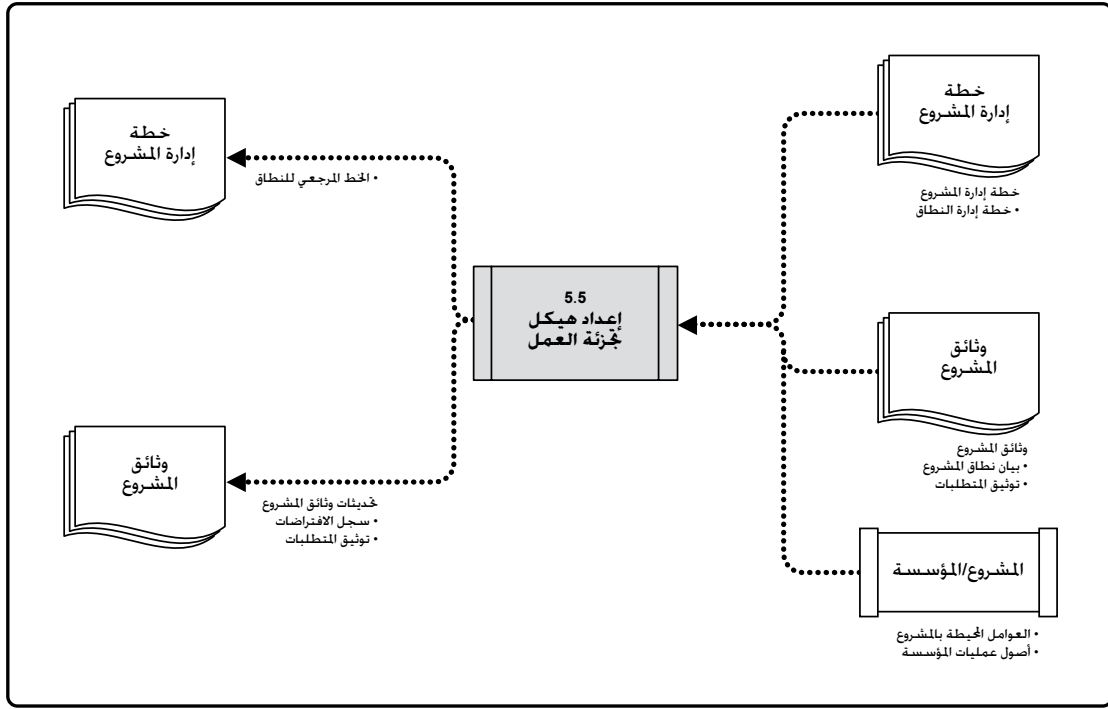 خطة
إدارة المشروع
خطة إدارة المشروع
• خطة إدارة النطاق
وثائق
المشروع
وثائق المشروع
• بيان نطاق المشروع
• توثيق المتطلبات
المشروع/المؤسسة
• العوامل المحيطة بالمشروع
• أصول عمليات المؤسسة
5.5
إعداد هيكل
تجزئة العمل
خطة
إدارة المشروع
• الخط المرجعي للنطاق
وثائق
المشروع
تحديثات وثائق المشروع
• سجل الافتراضات
• توثيق المتطلبات